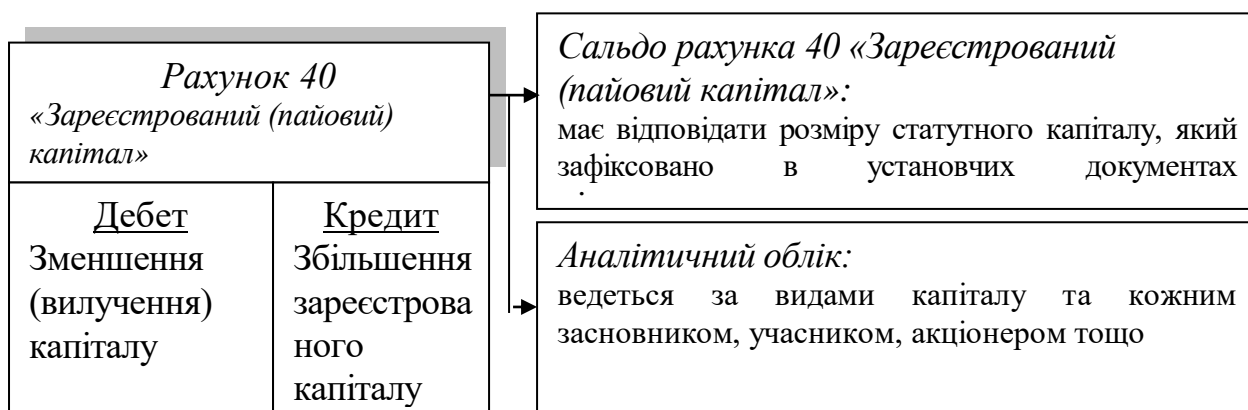 Рахунок 40
«Зареєстрований (пайовий)
капітал»
Дебет
Зменшення
(вилучення)
капіталу
Кредит
Збільшення
зареєстрова
ного
капіталу
Сальдо рахунка 40 «Зареєстрований
(пайовий капітал»:
має відповідати розміру статутного капіталу, який
зафіксовано в установчих документах
Аналітичний облік:
ведеться за видами капіталу та кожним
засновником, учасником, акціонером тощо